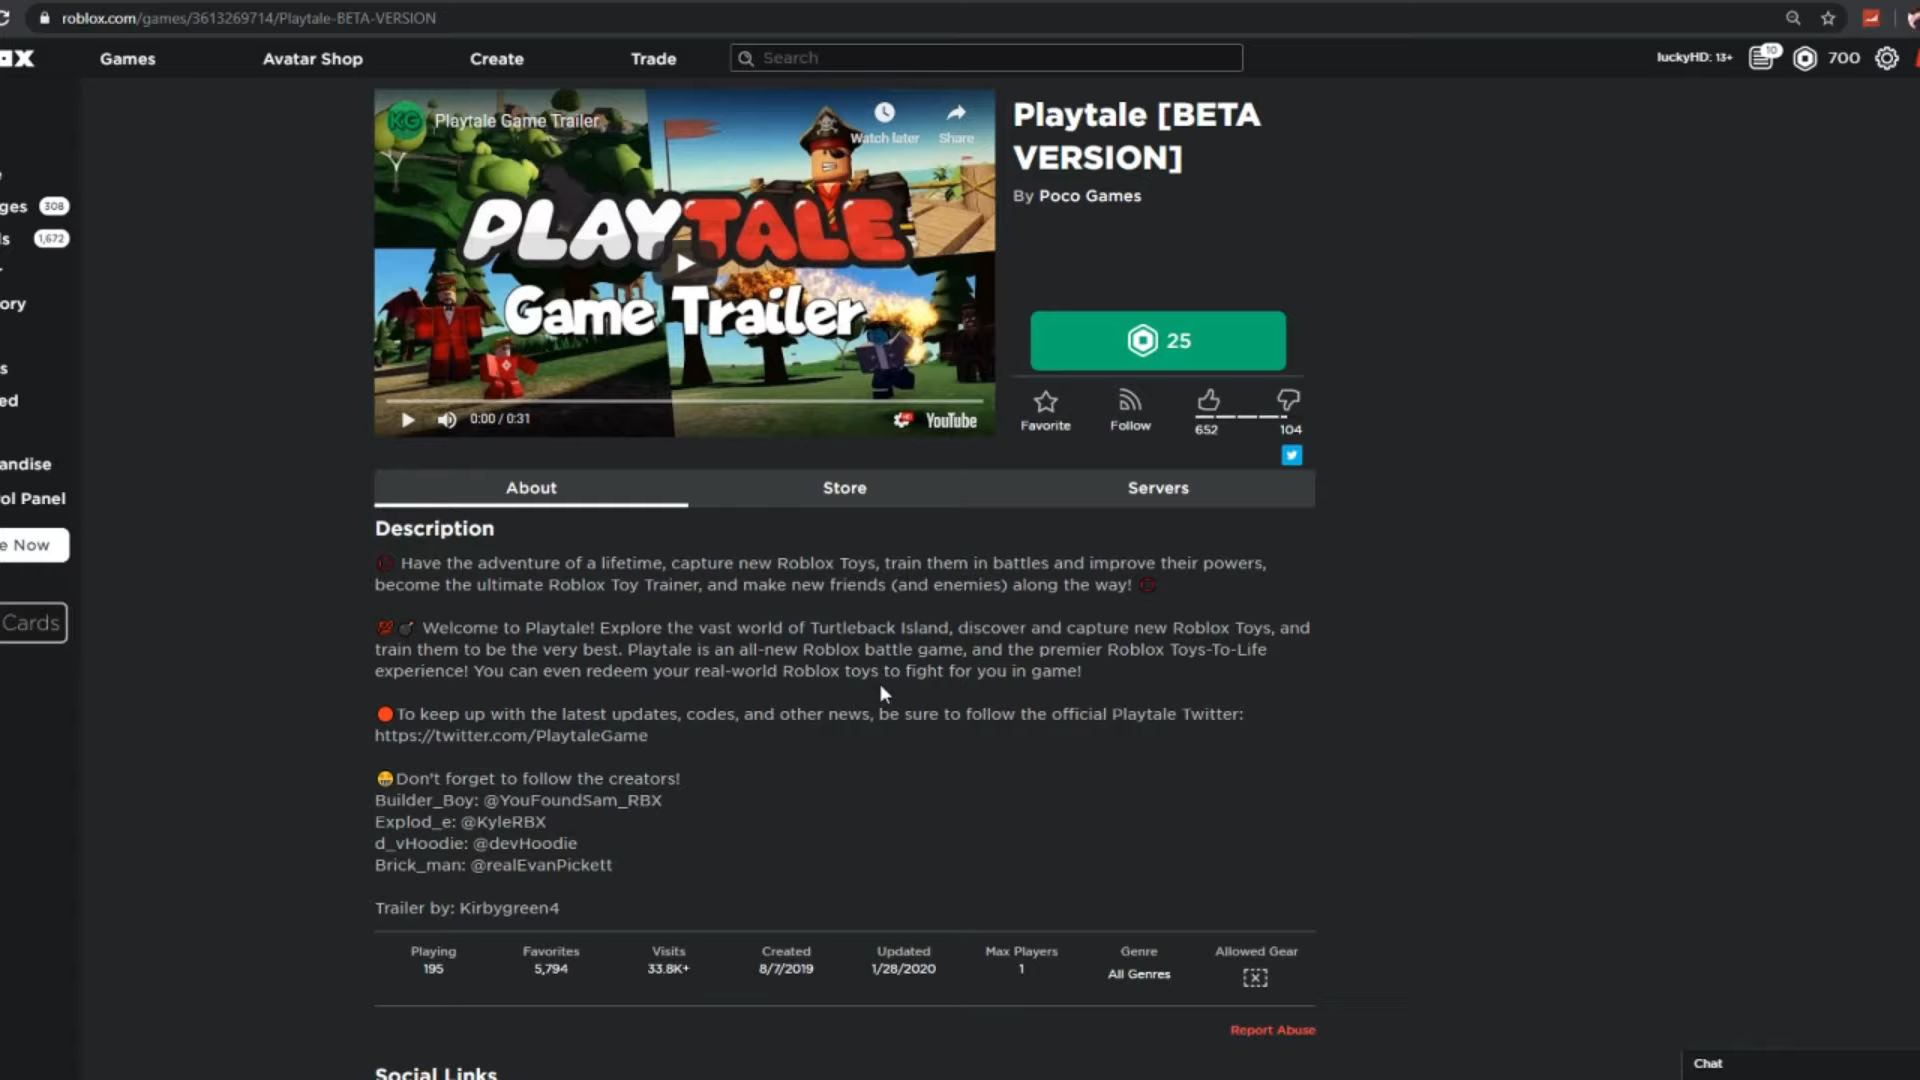 roblox.com/games/3613269714/Playtale-BETA-VERSION
Games
Avatar Shop
Create
Trade
Search
luckyHD: 13+
10
700
ges 308
s 1,672
ory
s
ed
andise
ol Panel
e Now
Cards
KG
Playtale Game Trailer
Watch later
Share
PLAYTALE
Game Trailer
0:00 / 0:31
YouTube
Playtale [BETA
VERSION]
By Poco Games
25
Favorite
Follow
652
104
About
Store
Servers
Description
Have the adventure of a lifetime, capture new Roblox Toys, train them in battles and improve their powers,
become the ultimate Roblox Toy Trainer, and make new friends (and enemies) along the way!
💯💣 Welcome to Playtale! Explore the vast world of Turtleback Island, discover and capture new Roblox Toys, and
train them to be the very best. Playtale is an all-new Roblox battle game, and the premier Roblox Toys-To-Life
experience! You can even redeem your real-world Roblox toys to fight for you in game!
🔴To keep up with the latest updates, codes, and other news, be sure to follow the official Playtale Twitter:
https://twitter.com/PlaytaleGame
😁Don't forget to follow the creators!
Builder_Boy: @YouFoundSam_RBX
Explod_e: @KyleRBX
d_vHoodie: @devHoodie
Brick_man: @realEvanPickett
Trailer by: Kirbygreen4
Playing
195
Favorites
5,794
Visits
33.8K+
Created
8/7/2019
Updated
1/28/2020
Max Players
1
Genre
All Genres
Allowed Gear
Report Abuse
Social Links
Chat